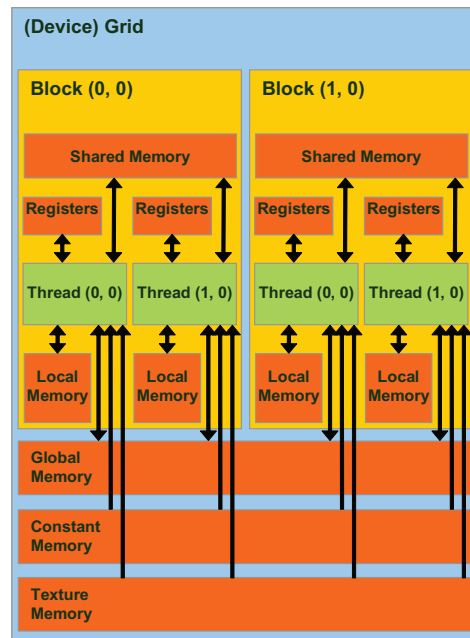 (Device) Grid
Block (0, 0)
Block (1, 0)
Shared Memory
Shared Memory
Registers
Registers
Registers
Registers
Thread (0, 0)
Thread (1, 0)
Thread (0, 0)
Thread (1, 0)
Local
Memory
Local
Memory
Local
Memory
Local
Memory
Global
Memory
Constant
Memory
Texture
Memory